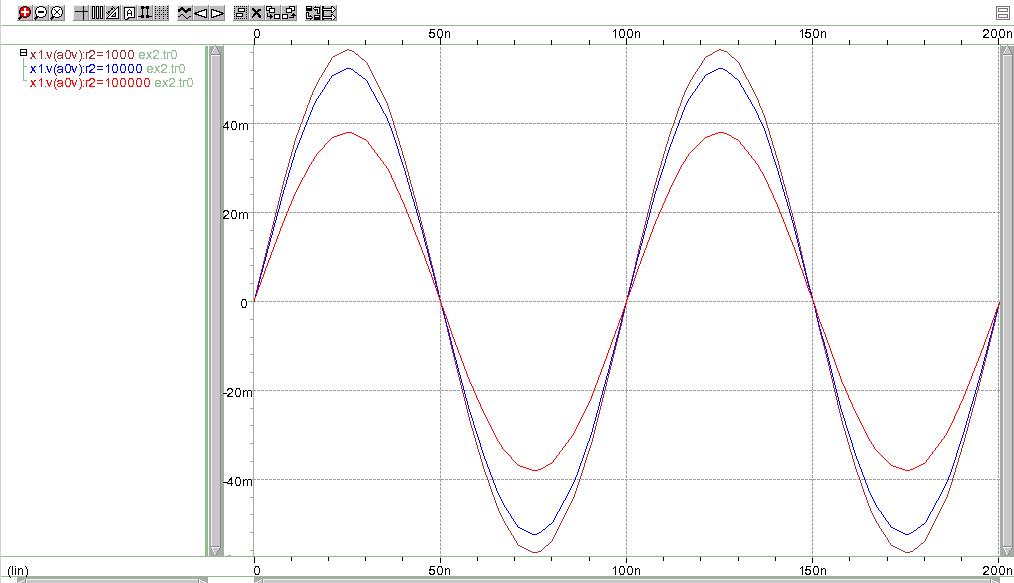 A
0 50n 100n 150n 200n
x1.v(a0v):r2=1000 ex2.tr0
x1.v(a0v):r2=10000 ex2.tr0
x1.v(a0v):r2=100000 ex2.tr0
40m
20m
0
-20m
-40m
0 50n 100n 150n 200n
(lin)